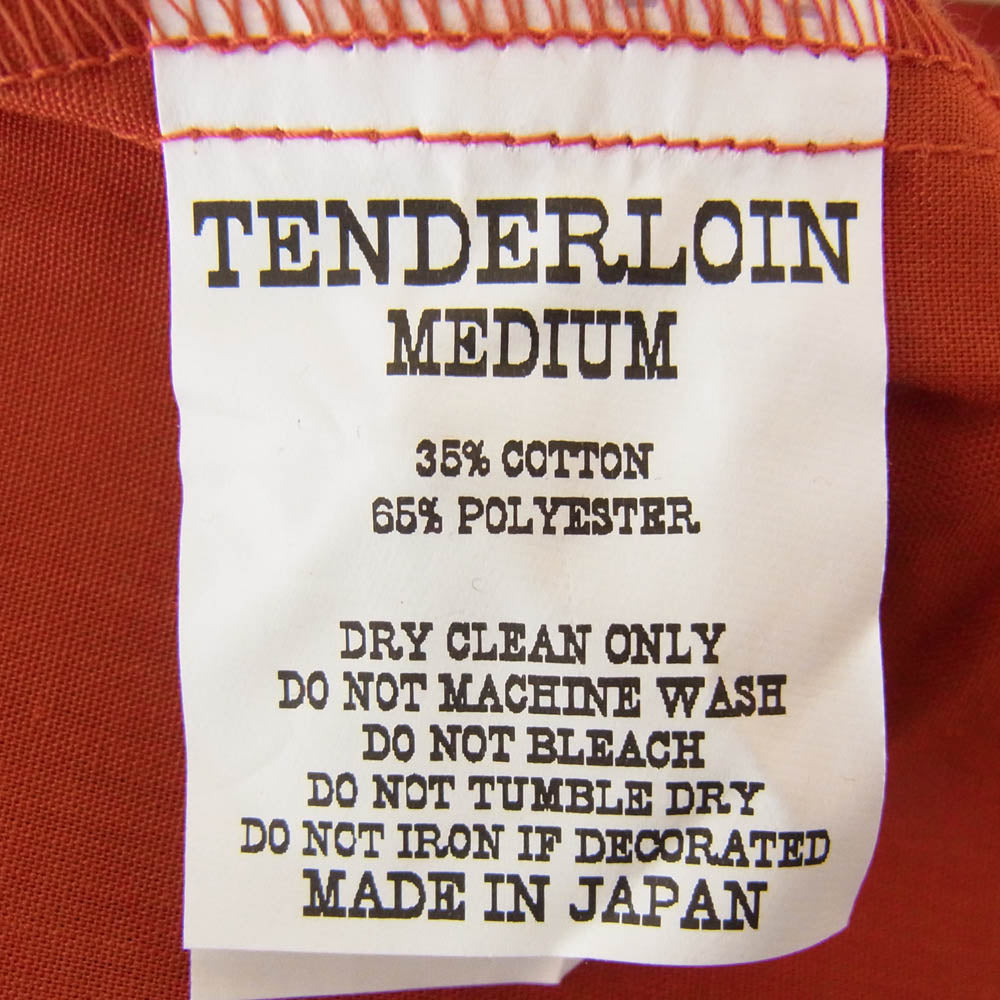 TENDERLOIN
MEDIUM
35% COTTON
65% POLYESTER
DRY CLEAN ONLY
DO NOT MACHINE WASH
DO NOT BLEACH
DO NOT TUMBLE DRY
DO NOT IRON IF DECORATED
MADE IN JAPAN